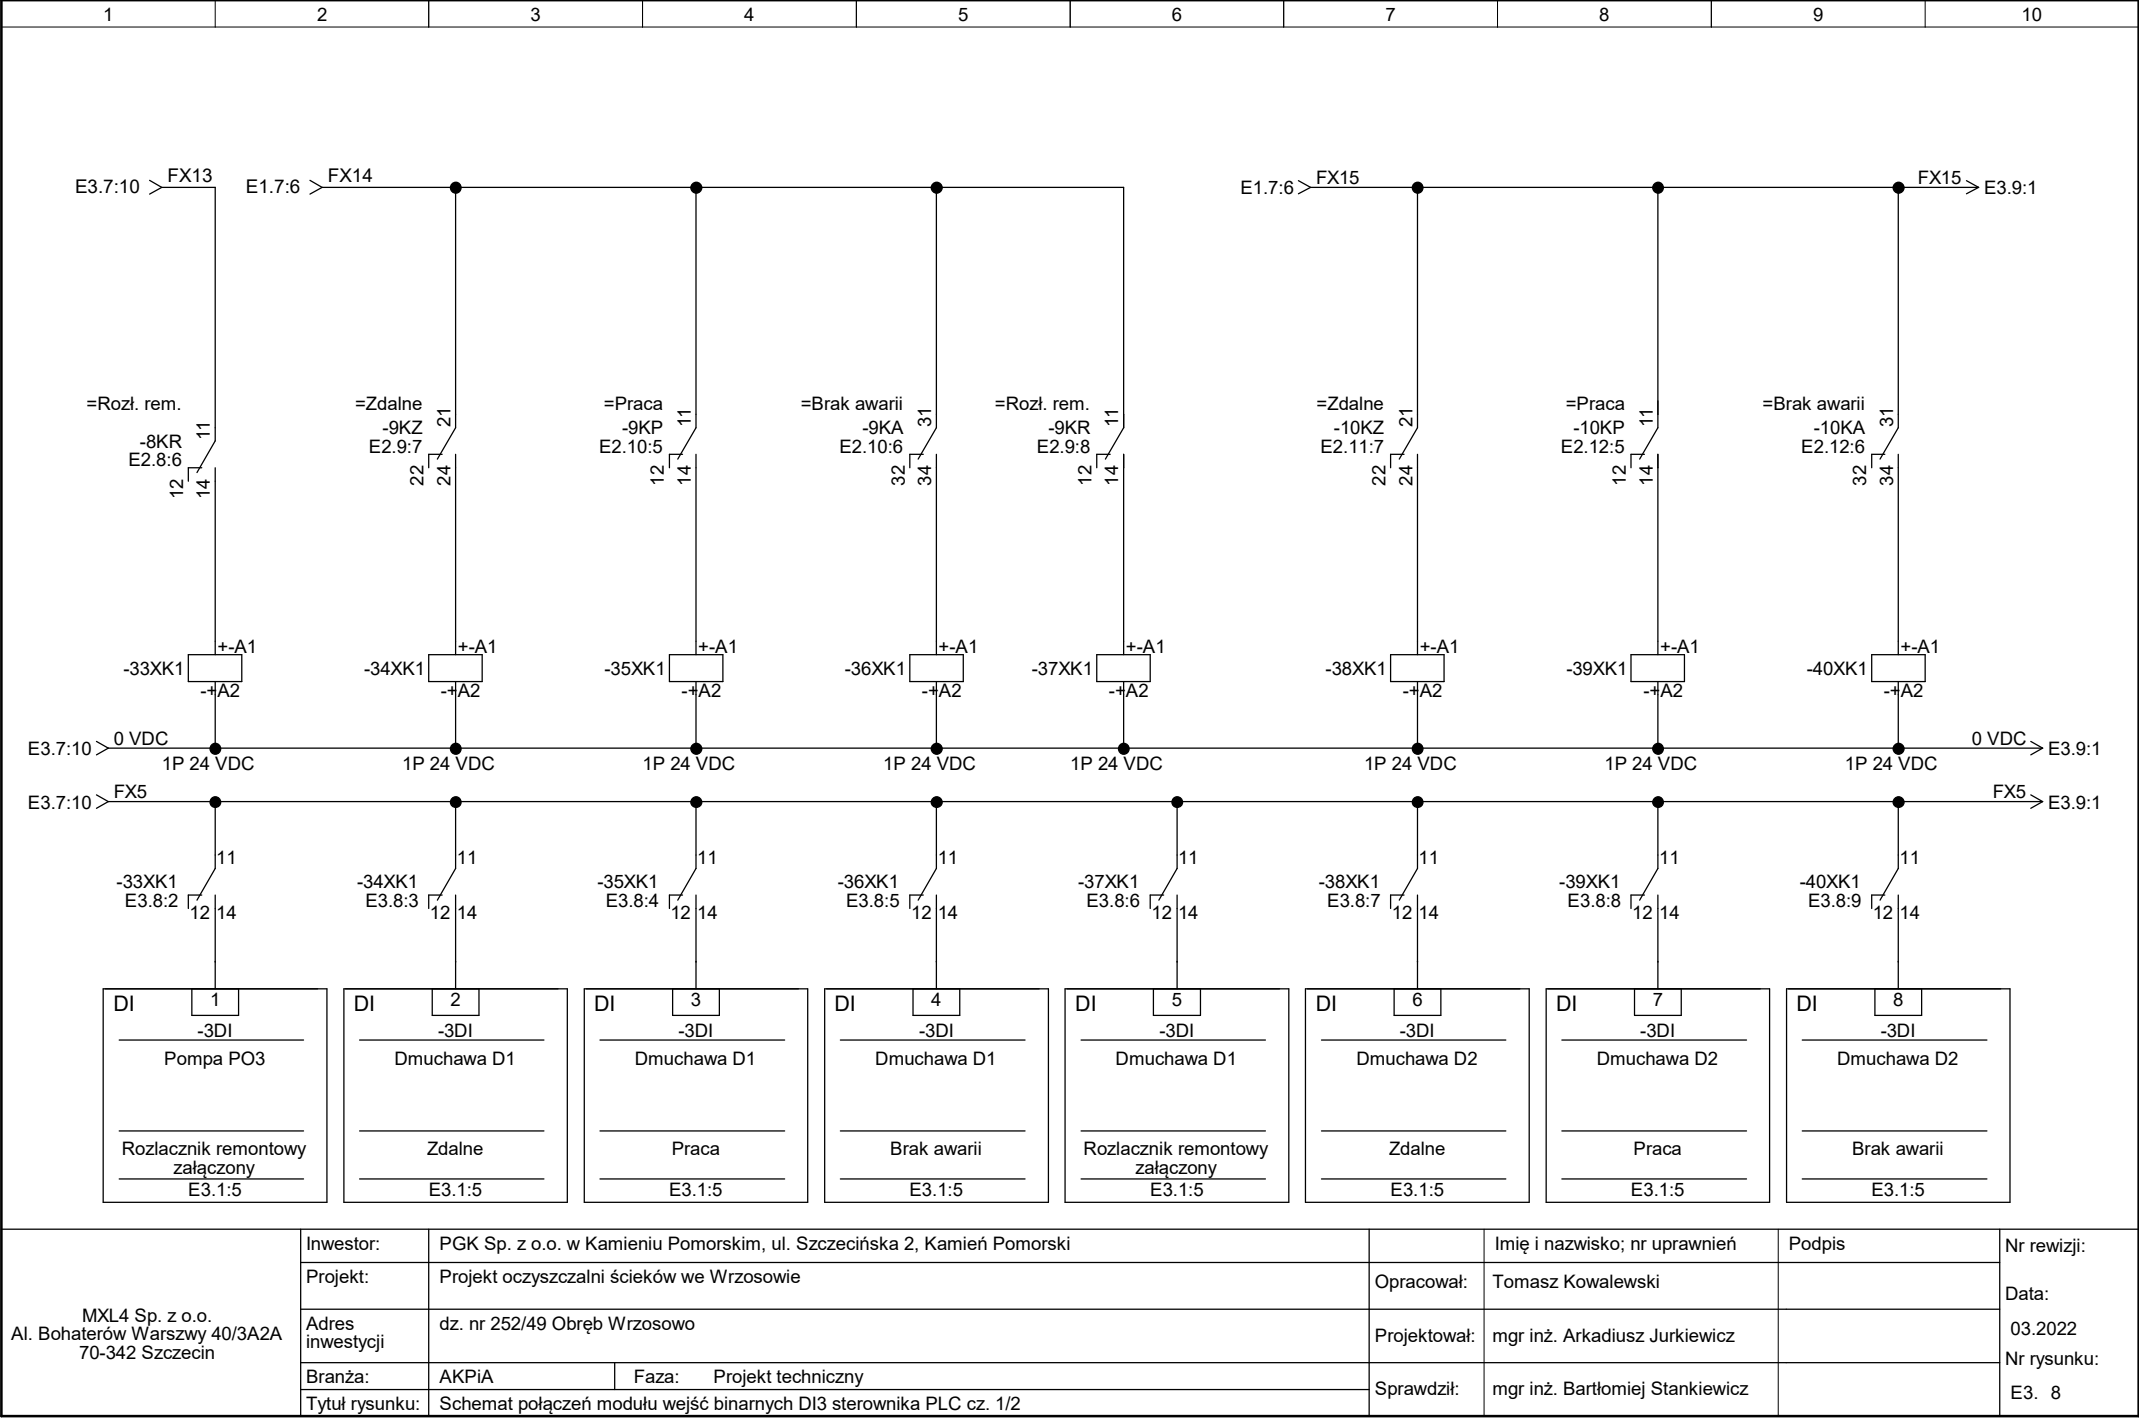 1 2 3 4 5 6 7 8 9 10
E3.7:10 FX13 E1.7:6 FX14 E1.7:6 FX15 FX15 E3.9:1
=Rozł. rem. =Zdalne =Praca =Brak awarii =Rozł. rem. =Zdalne =Praca =Brak awarii
11 21 11 31 11 21 11 31
-8KR -9KZ -9KP -9KA -9KR -10KZ -10KP -10KA
E2.8:6 E2.9:7 E2.10:5 E2.10:6 E2.9:8 E2.11:7 E2.12:5 E2.12:6
12 14 22 24 12 14 32 34 12 14 22 24 12 14 32 34
+-A1 +-A1 +-A1 +-A1 +-A1 +-A1 +-A1 +-A1
-33XK1 -34XK1 -35XK1 -36XK1 -37XK1 -38XK1 -39XK1 -40XK1
-+A2 -+A2 -+A2 -+A2 -+A2 -+A2 -+A2 -+A2
E3.7:10 0 VDC 0 VDC E3.9:1
1P 24 VDC 1P 24 VDC 1P 24 VDC 1P 24 VDC 1P 24 VDC 1P 24 VDC 1P 24 VDC 1P 24 VDC
E3.7:10 FX5 FX5 E3.9:1
11 11 11 11 11 11 11 11
-33XK1 -34XK1 -35XK1 -36XK1 -37XK1 -38XK1 -39XK1 -40XK1
E3.8:2 E3.8:3 E3.8:4 E3.8:5 E3.8:6 E3.8:7 E3.8:8 E3.8:9
12 14 12 14 12 14 12 14 12 14 12 14 12 14 12 14
DI 1 DI 2 DI 3 DI 4 DI 5 DI 6 DI 7 DI 8
-3DI -3DI -3DI -3DI -3DI -3DI -3DI -3DI
Pompa PO3 Dmuchawa D1 Dmuchawa D1 Dmuchawa D1 Dmuchawa D1 Dmuchawa D2 Dmuchawa D2 Dmuchawa D2
Rozlacznik remontowy Zdalne Praca Brak awarii Rozlacznik remontowy Zdalne Praca Brak awarii
załączony załączony
E3.1:5 E3.1:5 E3.1:5 E3.1:5 E3.1:5 E3.1:5 E3.1:5 E3.1:5
MXL4 Sp. z o.o.
Al. Bohaterów Warszwy 40/3A2A
70-342 Szczecin
Inwestor: PGK Sp. z o.o. w Kamieniu Pomorskim, ul. Szczecińska 2, Kamień Pomorski
Projekt: Projekt oczyszczalni ścieków we Wrzosowie
Adres
inwestycji
dz. nr 252/49 Obręb Wrzosowo
Branża: AKPiA Faza: Projekt techniczny
Tytuł rysunku: Schemat połączeń modułu wejść binarnych DI3 sterownika PLC cz. 1/2
Imię i nazwisko; nr uprawnień Podpis
Opracował: Tomasz Kowalewski
Projektował: mgr inż. Arkadiusz Jurkiewicz
Sprawdził: mgr inż. Bartłomiej Stankiewicz
Nr rewizji:
Data:
03.2022
Nr rysunku:
E3. 8